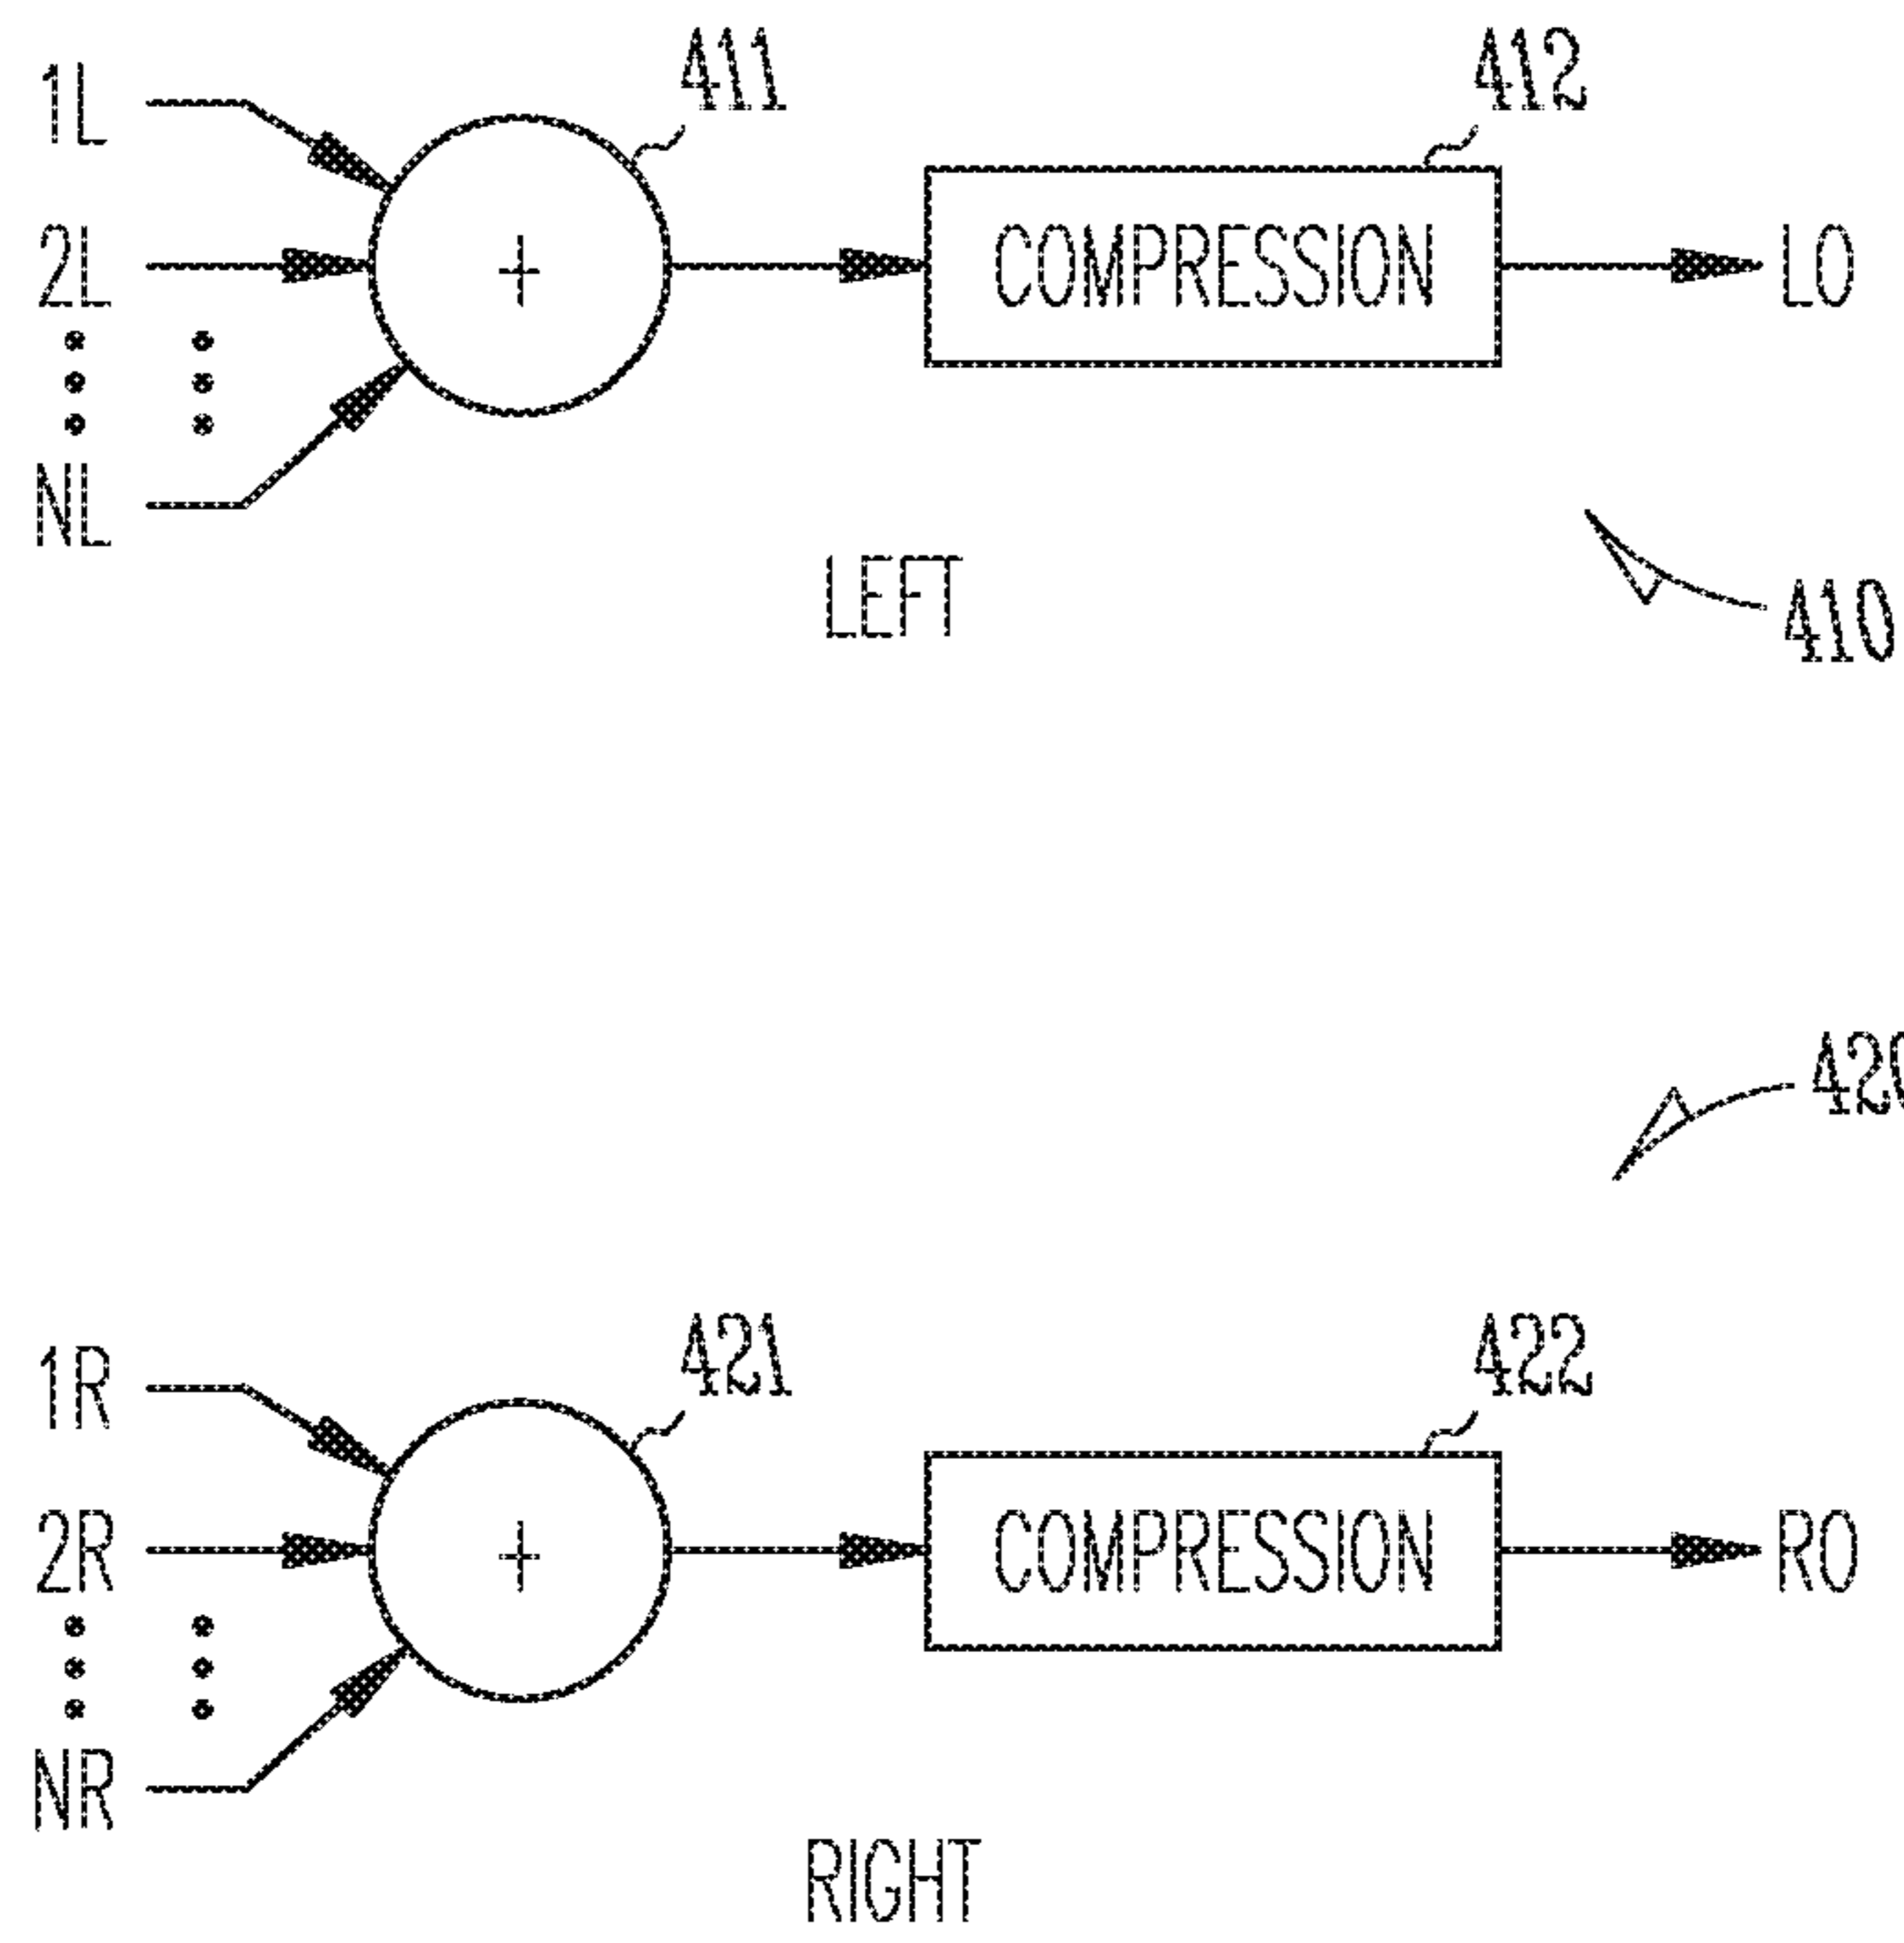 1L
411
412
2L
+
COMPRESSION
LO
NL
LEFT
410
420
1R
421
422
2R
+
COMPRESSION
RO
NR
RIGHT